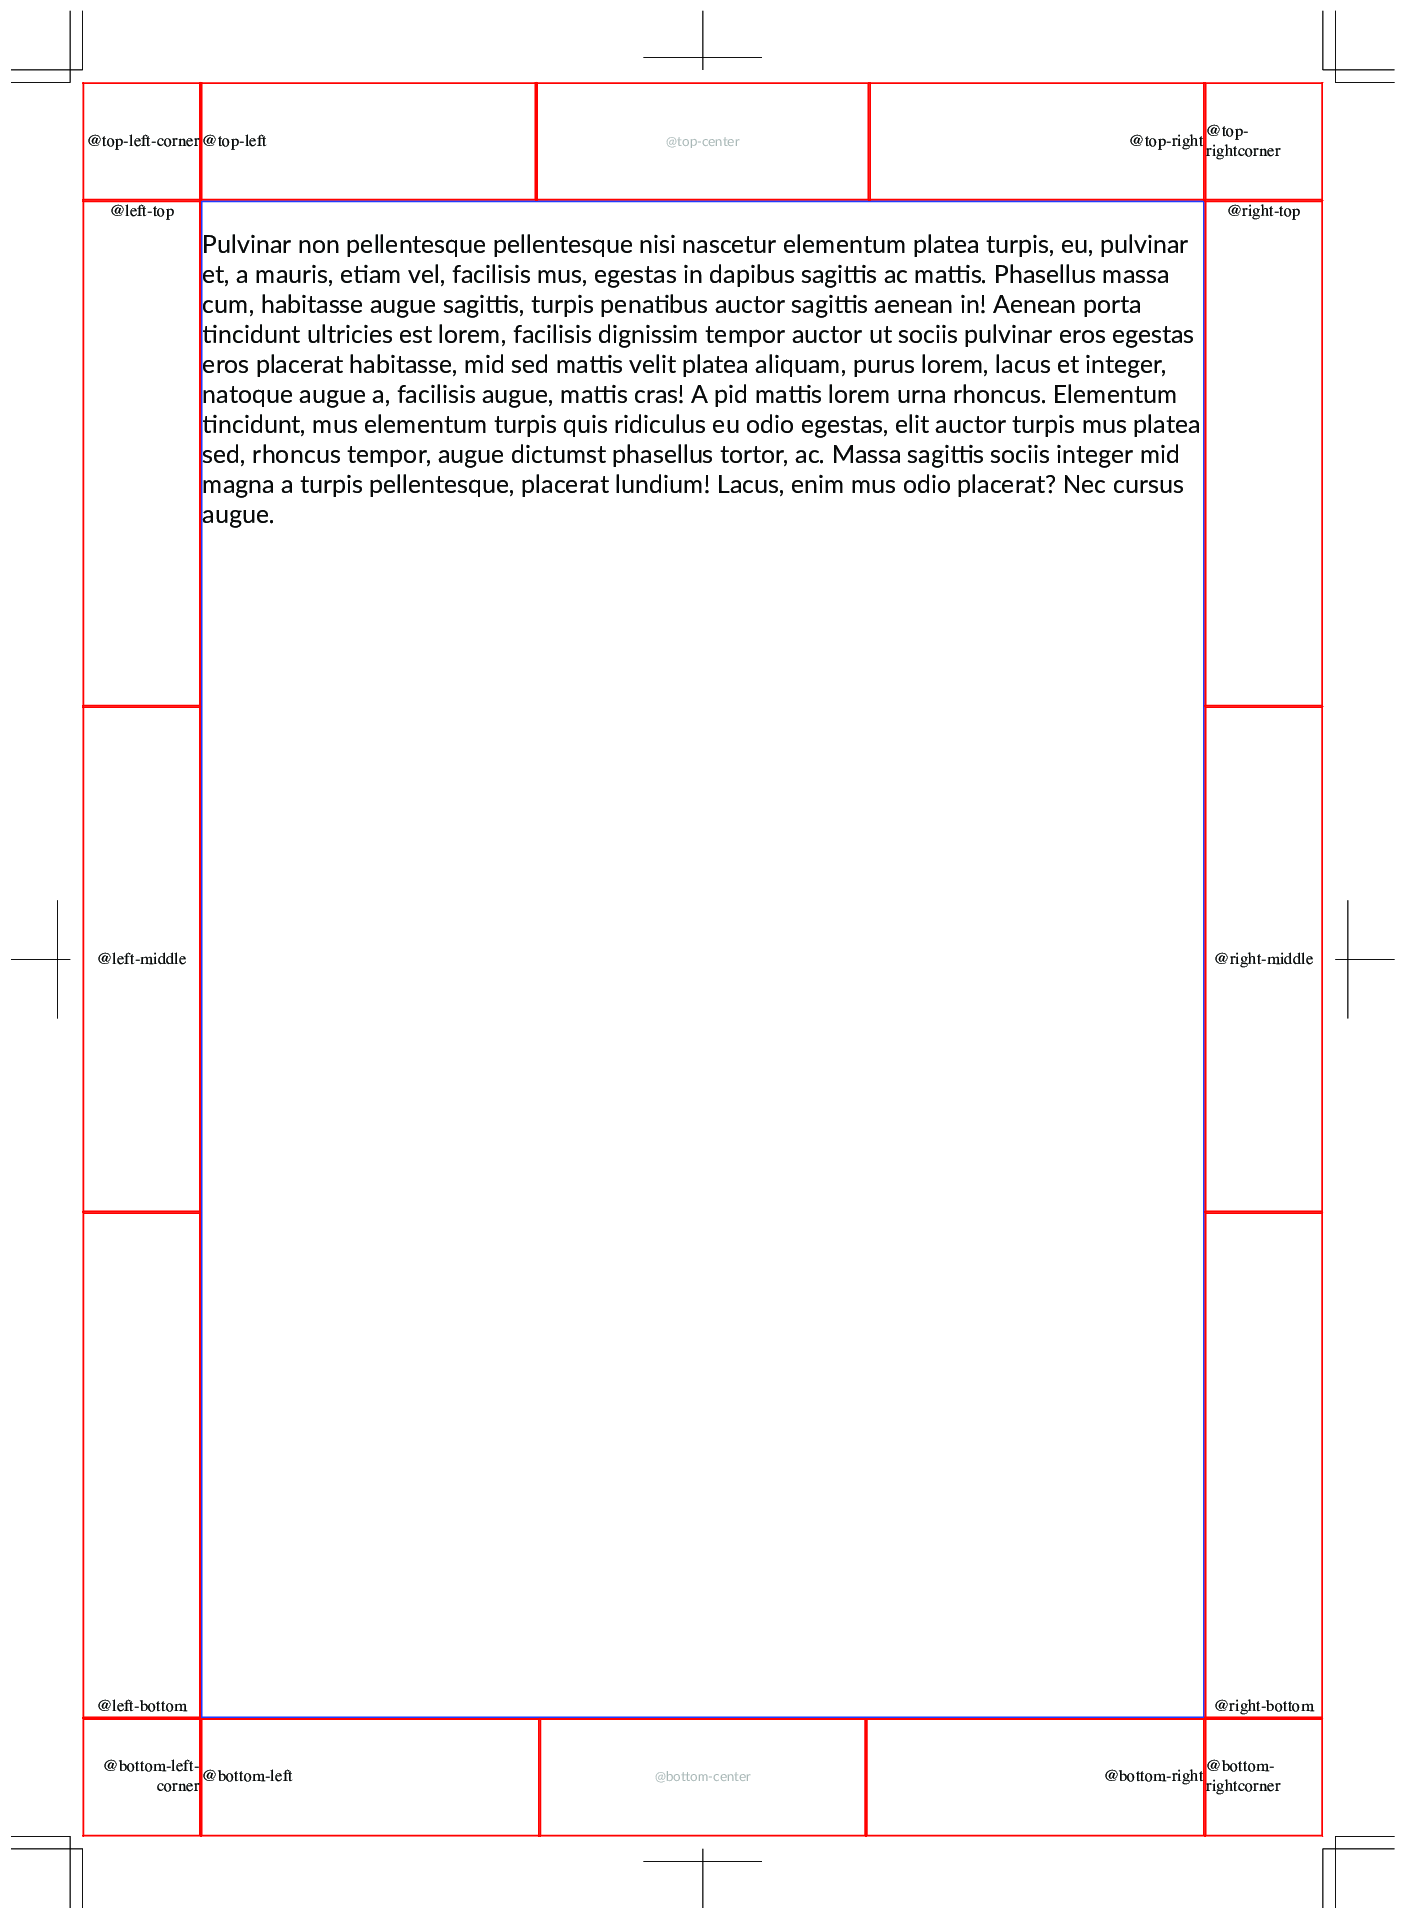 @top-left-corner @top-left @top-center @top-right @top-
rightcorner
@left-top @right-top
Pulvinar non pellentesque pellentesque nisi nascetur elementum platea turpis, eu, pulvinar
et, a mauris, etiam vel, facilisis mus, egestas in dapibus sagittis ac mattis. Phasellus massa
cum, habitasse augue sagittis, turpis penatibus auctor sagittis aenean in! Aenean porta
tincidunt ultricies est lorem, facilisis dignissim tempor auctor ut sociis pulvinar eros egestas
eros placerat habitasse, mid sed mattis velit platea aliquam, purus lorem, lacus et integer,
natoque augue a, facilisis augue, mattis cras! A pid mattis lorem urna rhoncus. Elementum
tincidunt, mus elementum turpis quis ridiculus eu odio egestas, elit auctor turpis mus platea
sed, rhoncus tempor, augue dictumst phasellus tortor, ac. Massa sagittis sociis integer mid
magna a turpis pellentesque, placerat lundium! Lacus, enim mus odio placerat? Nec cursus
augue.
@left-middle @right-middle
@left-bottom @right-bottom
@bottom-left-
corner
@bottom-left @bottom-center @bottom-right
@bottom-
rightcorner